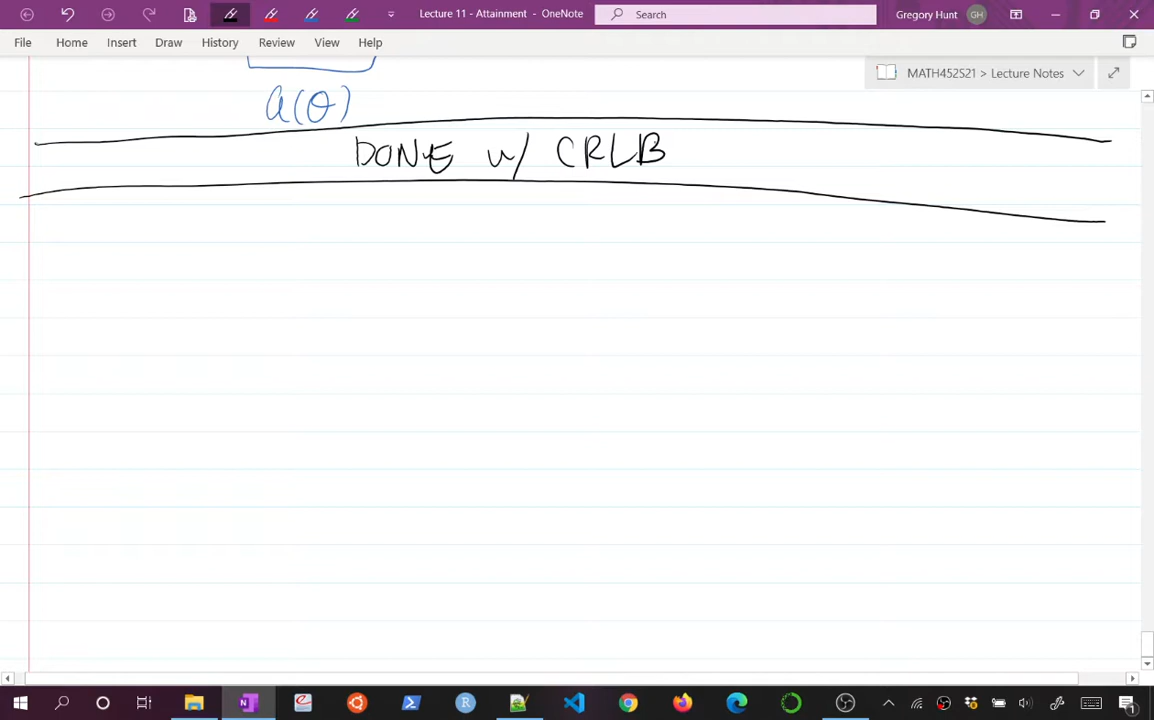 Lecture 11 - Attainment - OneNote
Search
Gregory Hunt GH
File Home Insert Draw History Review View Help
MATH452S21 > Lecture Notes
a(θ)
DONE w/ CRLB